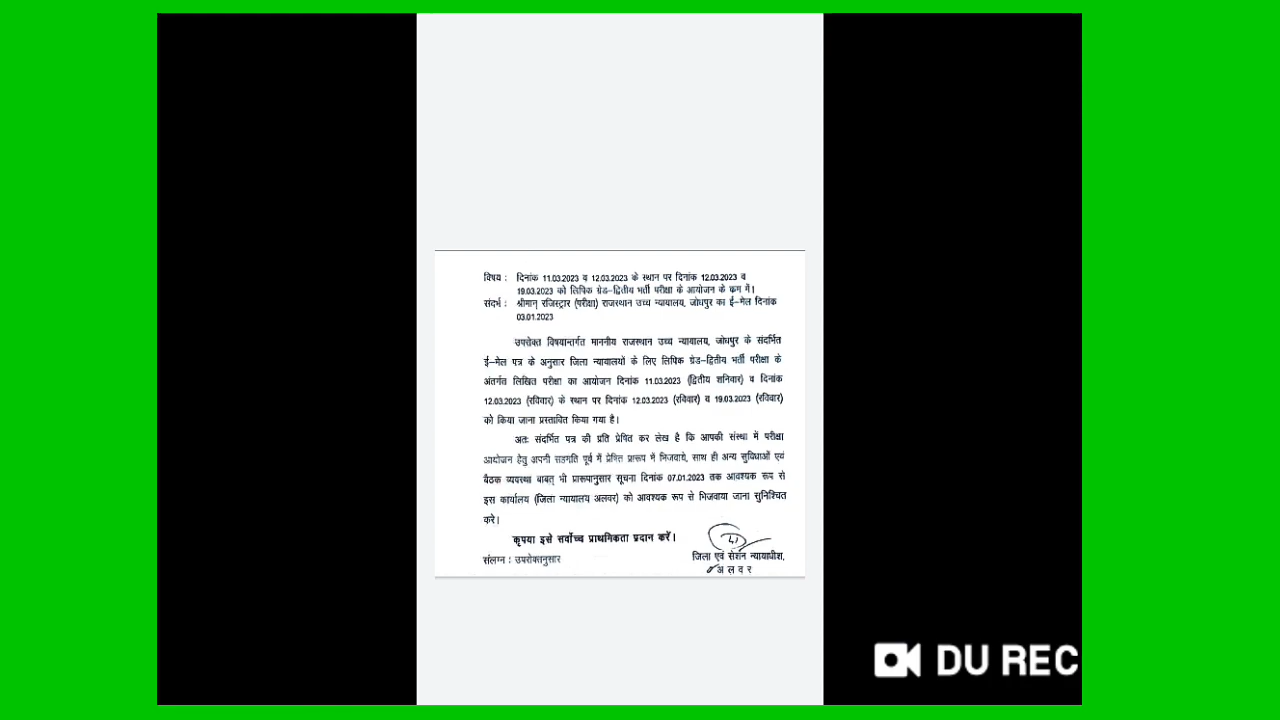 विषय : दिनांक 11.03.2023 व 12.03.2023 के स्थान पर दिनांक 12.03.2023 व
19.03.2023 को लिपिक ग्रेड–द्वितीय भर्ती परीक्षा के आयोजन के क्रम में।
संदर्भ : श्रीमान् रजिस्ट्रार (परीक्षा) राजस्थान उच्च न्यायालय, जोधपुर का ई–मेल दिनांक
03.01.2023
उपरोक्त विषयान्तर्गत माननीय राजस्थान उच्च न्यायालय, जोधपुर के संदर्भित
ई–मेल पत्र के अनुसार जिला न्यायालयों के लिए लिपिक ग्रेड–द्वितीय भर्ती परीक्षा के
अंतर्गत लिखित परीक्षा का आयोजन दिनांक 11.03.2023 (द्वितीय शनिवार) व दिनांक
12.03.2023 (रविवार) के स्थान पर दिनांक 12.03.2023 (रविवार) व 19.03.2023 (रविवार)
को किया जाना प्रस्तावित किया गया है।
अतः संदर्भित पत्र की प्रति प्रेषित कर लेख है कि आपकी संस्था में परीक्षा
आयोजन हेतु अपनी सहमति पूर्व में प्रेषित प्रारूप में भिजवाये, साथ ही अन्य सुविधाओं एवं
बैठक व्यवस्था बाबत् भी प्रारूपानुसार सूचना दिनांक 07.01.2023 तक आवश्यक रूप से
इस कार्यालय (जिला न्यायालय अलवर) को आवश्यक रूप से भिजवाया जाना सुनिश्चित
करे।
कृपया इसे सर्वोच्च प्राथमिकता प्रदान करें।
संलग्न : उपरोक्तनुसार
जिला एवं सेशन न्यायाधीश,
अलवर
DU REC